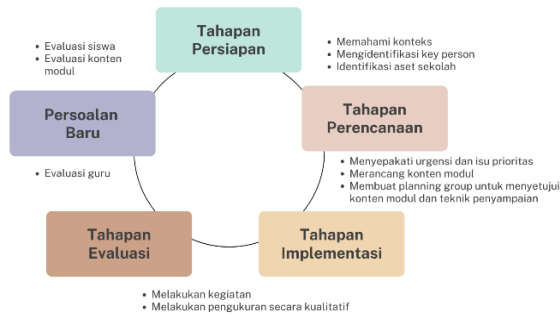 Tahapan
Persiapan
• Memahami konteks
• Mengidentifikasi key person
• Identifikasi aset sekolah
Tahapan
Perencanaan
• Menyepakati urgensi dan isu prioritas
• Merancang konten modul
• Membuat planning group untuk menyetujui
konten modul dan teknik penyampaian
Tahapan
Implementasi
• Melakukan kegiatan
• Melakukan pengukuran secara kualitatif
Tahapan
Evaluasi
• Evaluasi guru
Persoalan
Baru
• Evaluasi siswa
• Evaluasi konten
modul